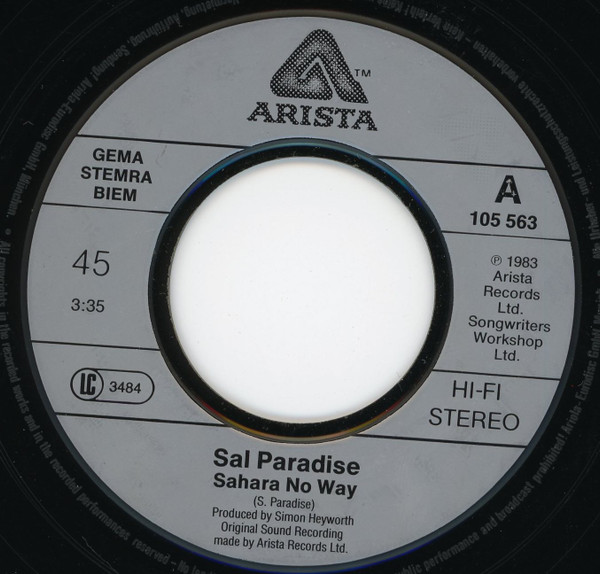 ARISTA
TM
GEMA
STEMRA
BIEM
45
3:35
LC 3484
A
105 563
℗ 1983
Arista
Records
Ltd.
Songwriters
Workshop
Ltd.
HI-FI
STEREO
Sal Paradise
Sahara No Way
(S. Paradise)
Produced by Simon Heyworth
Original Sound Recording
made by Arista Records Ltd.